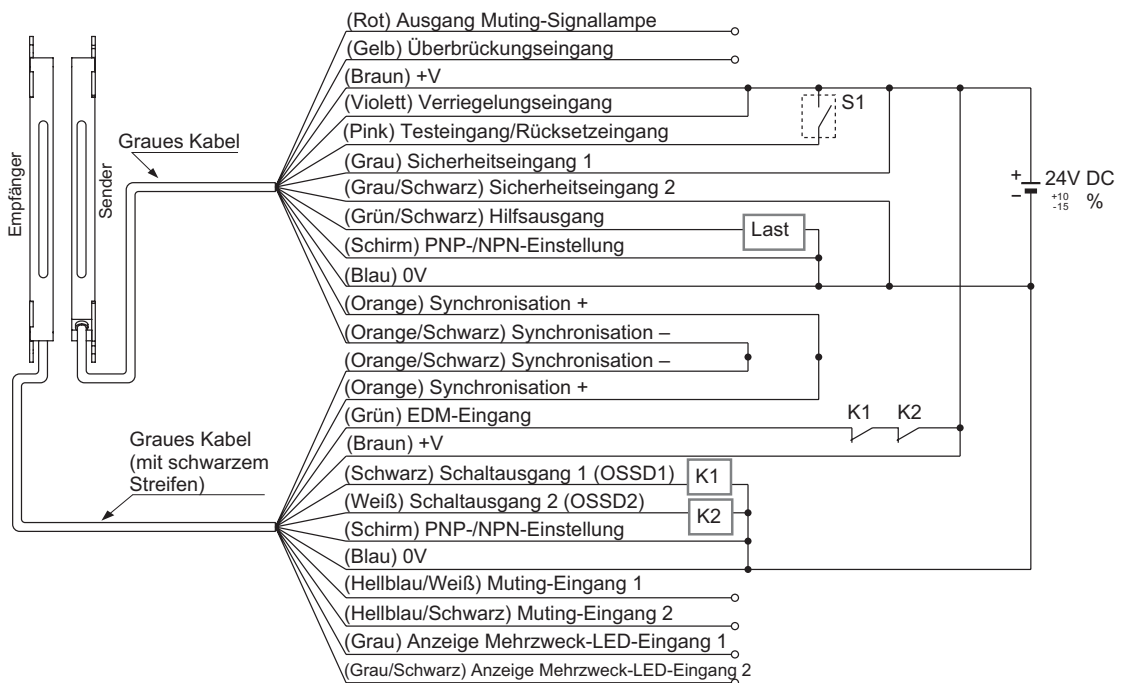 Empfänger
Sender
Graues Kabel
(Rot) Ausgang Muting-Signallampe
(Gelb) Überbrückungseingang
(Braun) +V
(Violett) Verriegelungseingang
(Pink) Testeingang/Rücksetzeingang
(Grau) Sicherheitseingang 1
(Grau/Schwarz) Sicherheitseingang 2
(Grün/Schwarz) Hilfsausgang
(Schirm) PNP-/NPN-Einstellung
(Blau) 0V
(Orange) Synchronisation +
(Orange/Schwarz) Synchronisation –
S1
Last
+
–
24V DC
+10
-15 %
Graues Kabel
(mit schwarzem
Streifen)
(Orange/Schwarz) Synchronisation –
(Orange) Synchronisation +
(Grün) EDM-Eingang
K1 K2
(Braun) +V
(Schwarz) Schaltausgang 1 (OSSD1)
K1
(Weiß) Schaltausgang 2 (OSSD2)
K2
(Schirm) PNP-/NPN-Einstellung
(Blau) 0V
(Hellblau/Weiß) Muting-Eingang 1
(Hellblau/Schwarz) Muting-Eingang 2
(Grau) Anzeige Mehrzweck-LED-Eingang 1
(Grau/Schwarz) Anzeige Mehrzweck-LED-Eingang 2